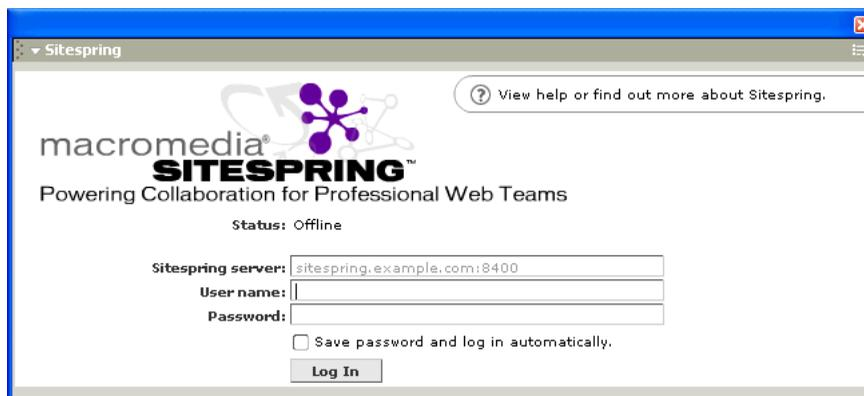 Sitespring
? View help or find out more about Sitespring.
macromedia®
SITESPRING™
Powering Collaboration for Professional Web Teams
Status: Offline
Sitespring server: sitespring.example.com:8400
User name:
Password:
Save password and log in automatically.
Log In